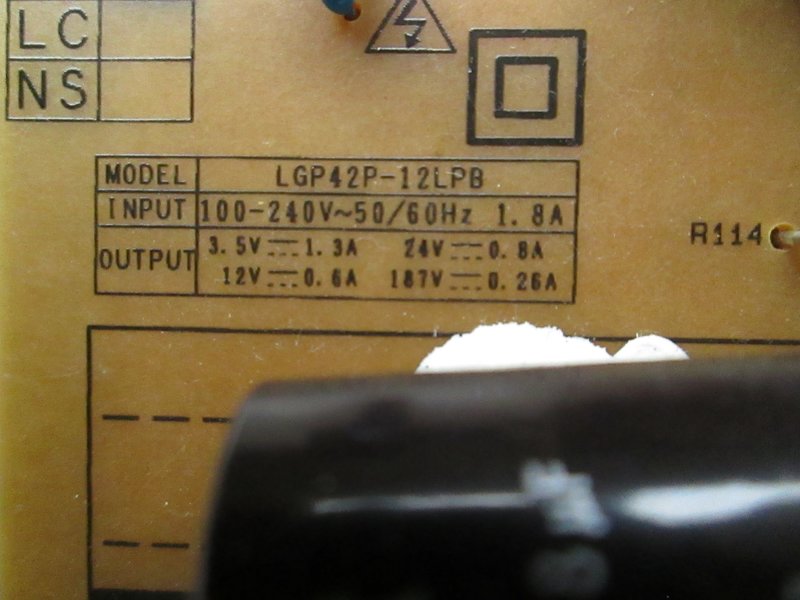 LC
NS
MODEL LGP42P-12LPB
INPUT 100-240V~50/60Hz 1.8A
R114
OUTPUT 3.5V⎓1.3A 24V⎓0.8A
12V⎓0.6A 187V⎓0.26A